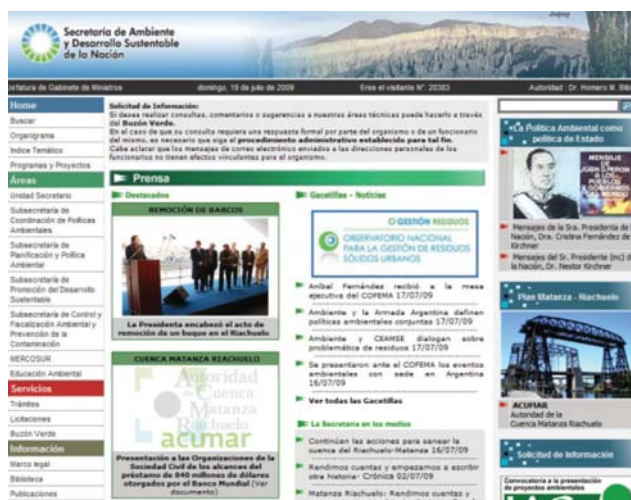 Secretaría de Ambiente
y Desarrollo Sustentable
de la Nación
Jujuy
Jefatura de Gabinete de Ministros
domingo, 19 de julio de 2009
Eres el visitante N°: 20383
Autoridad : Dr. Homero M. Bibi
Home
Buscar
Organigrama
Indice Temático
Programas y Proyectos
Áreas
Unidad Secretario
Subsecretaría de
Coordinación de Políticas
Ambientales
Subsecretaría de
Planificación y Política
Ambiental
Subsecretaría de
Promoción del Desarrollo
Sustentable
Subsecretaría de Control y
Fiscalización Ambiental y
Prevención de la
Contaminación
MERCOSUR
Educación Ambiental
Servicios
Trámites
Licitaciones
Buzón Verde
Información
Marco legal
Biblioteca
Publicaciones
Solicitud de Información:
Si desea realizar consultas, comentarios o sugerencias a nuestras áreas técnicas puede hacerlo a través
del Buzón Verde.
En el caso de que su consulta requiera una respuesta formal por parte del organismo o de un funcionario
del mismo, es necesario que siga el procedimiento administrativo establecido para tal fin.
Cabe aclarar que los mensajes de correo electrónico enviados a las direcciones personales de los
funcionarios no tienen efectos vinculantes para el organismo.
Prensa
Destacados
REMOCIÓN DE BARCOS
La Presidenta encabezó el acto de
remoción de un buque en el Riachuelo
CUENCA MATANZA RIACHUELO
Autoridad
de Cuenca
Matanza
Riachuelo
acumar
Presentación a las Organizaciones de la
Sociedad Civil de los alcances del
préstamo de 840 millones de dólares
otorgados por el Banco Mundial (Ver
documento)
Gacetillas - Noticias
GESTIÓN RESIDUOS
OBSERVATORIO NACIONAL
PARA LA GESTIÓN DE RESIDUOS
SÓLIDOS URBANOS
Aníbal Fernández recibió a la mesa
ejecutiva del COFEMA 17/07/09
Ambiente y la Armada Argentina definen
políticas ambientales conjuntas 17/07/09
Ambiente y CEAMSE dialogan sobre
problemática de residuos 17/07/09
Se presentaron ante el COFEMA los eventos
ambientales con sede en Argentina
16/07/09
Ver todas las Gacetillas
La Secretaría en los medios
Continúan las acciones para sanear la
cuenca del Riachuelo-Matanza 16/07/09
Rendimos cuentas y empezamos a escribir
otra historia- Crónica 02/07/09
Matanza Riachuelo: Rendimos cuentas y
La Política Ambiental como
política de Estado
MENSAJE
DE
JUAN D.PERON
A LOS
PUEBLOS
Y GOBIERNOS
DEL MUNDO
Mensajes de la Sra. Presidenta de l
Nación, Dra. Cristina Fernández de
Kirchner
Mensajes del Sr. Presidente (mc) d
la Nación, Dr. Nestor Kirchner
Plan Matanza - Riachuelo
ACUMAR
Autoridad de la
Cuenca Matanza Riachuelo
Solicitud de Información
Convocatoria a la presentación
de proyectos ambientales